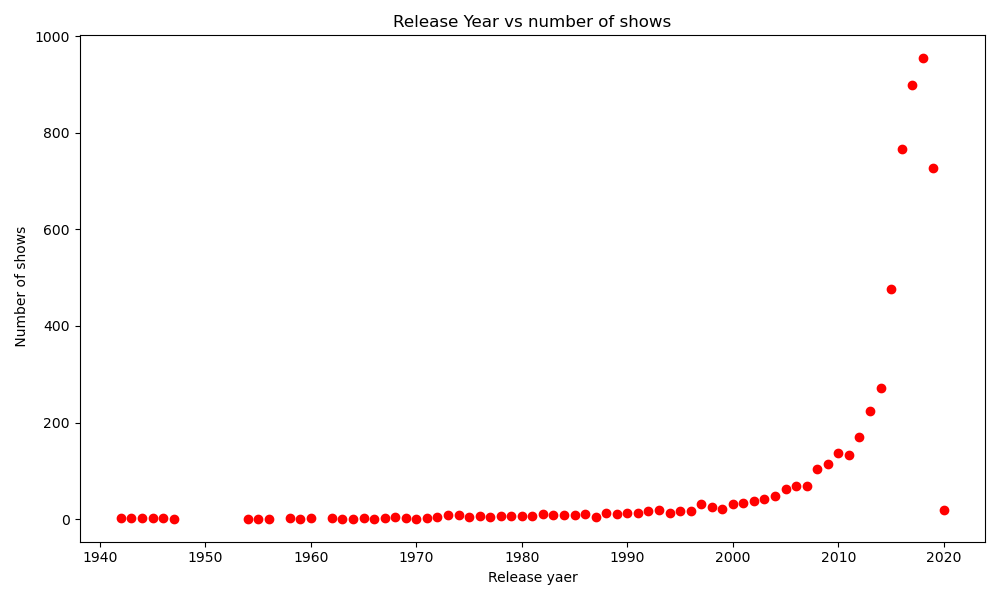 Release Year vs number of shows
1000
800
600
400
200
0
Number of shows
1940 1950 1960 1970 1980 1990 2000 2010 2020
Release yaer